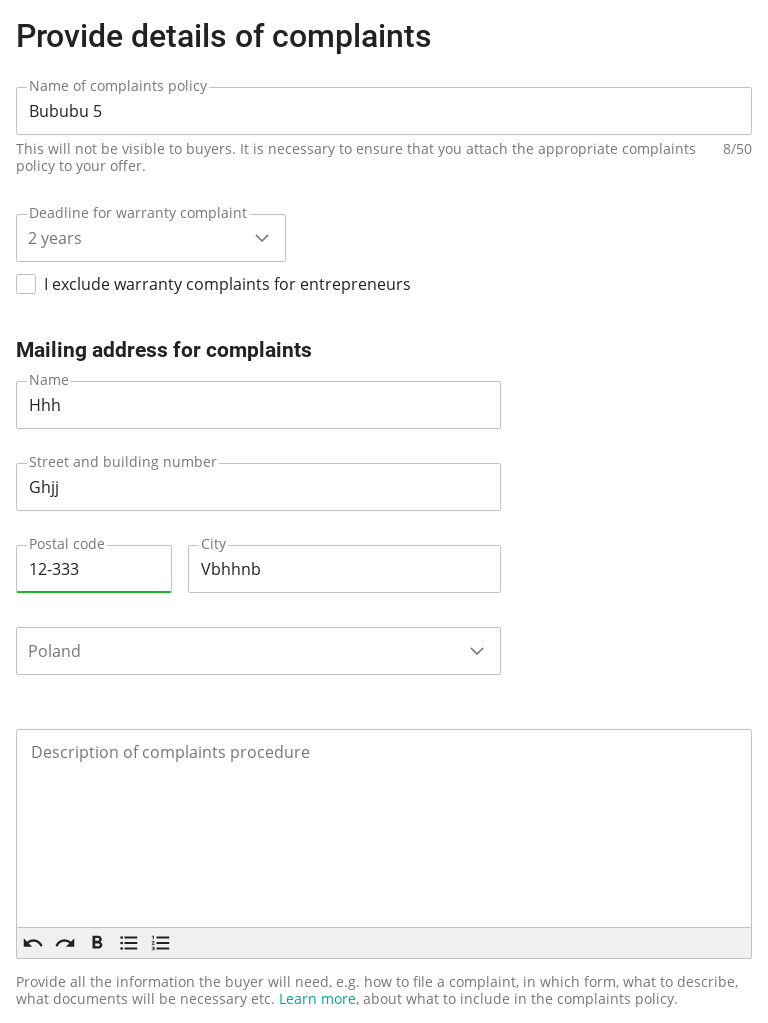 Provide details of complaints
Name of complaints policy
Bububu 5
This will not be visible to buyers. It is necessary to ensure that you attach the appropriate complaints
policy to your offer.
8/50
Deadline for warranty complaint
2 years
I exclude warranty complaints for entrepreneurs
Mailing address for complaints
Name
Hhh
Street and building number
Ghjj
Postal code
12-333
City
Vbhhnb
Poland
Description of complaints procedure
B
Provide all the information the buyer will need, e.g. how to file a complaint, in which form, what to describe,
what documents will be necessary etc. Learn more, about what to include in the complaints policy.